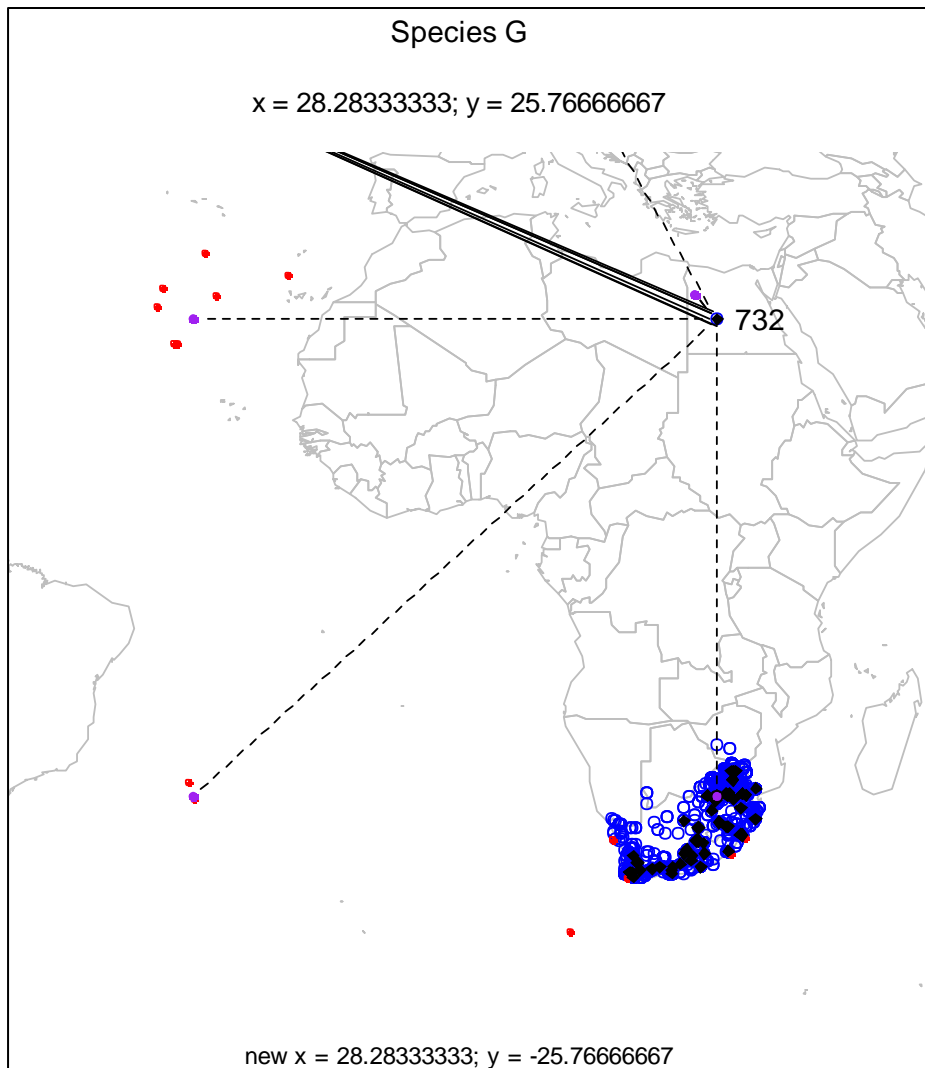 Species G
x = 28.28333333; y = 25.76666667
732
new x = 28.28333333; y = -25.76666667